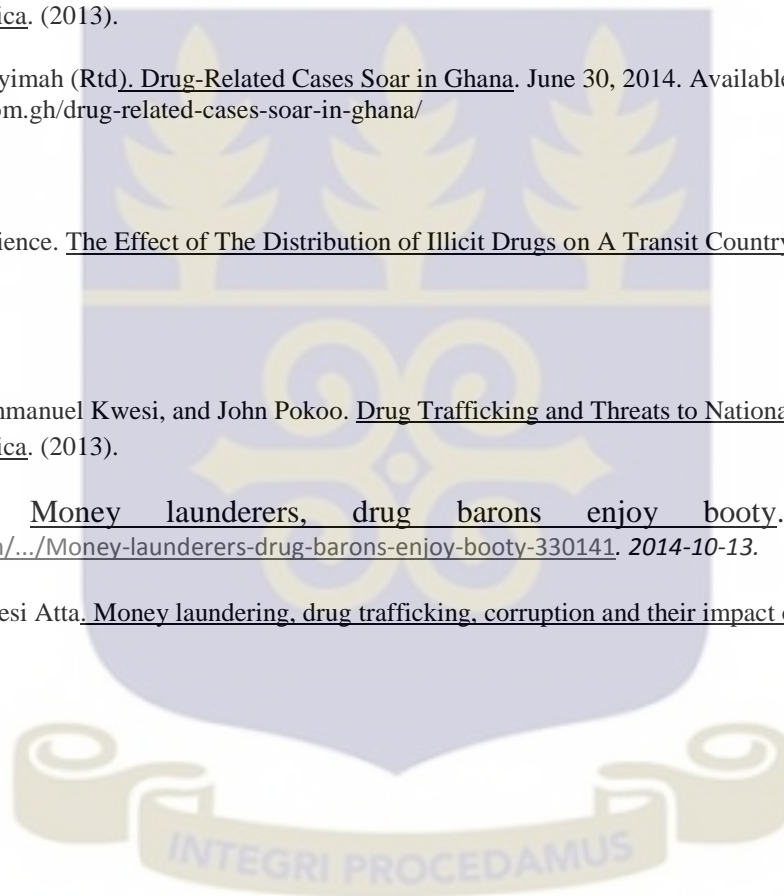 ica. (2013).
yimah (Rtd). Drug-Related Cases Soar in Ghana. June 30, 2014. Available
om.gh/drug-related-cases-soar-in-ghana/
ience. The Effect of The Distribution of Illicit Drugs on A Transit Country
mmanuel Kwesi, and John Pokoo. Drug Trafficking and Threats to Nationa
ica. (2013).
Money launderers, drug barons enjoy booty.
/.../Money-launderers-drug-barons-enjoy-booty-330141. 2014-10-13.
esi Atta. Money laundering, drug trafficking, corruption and their impact
INTEGRI PROCEDAMUS